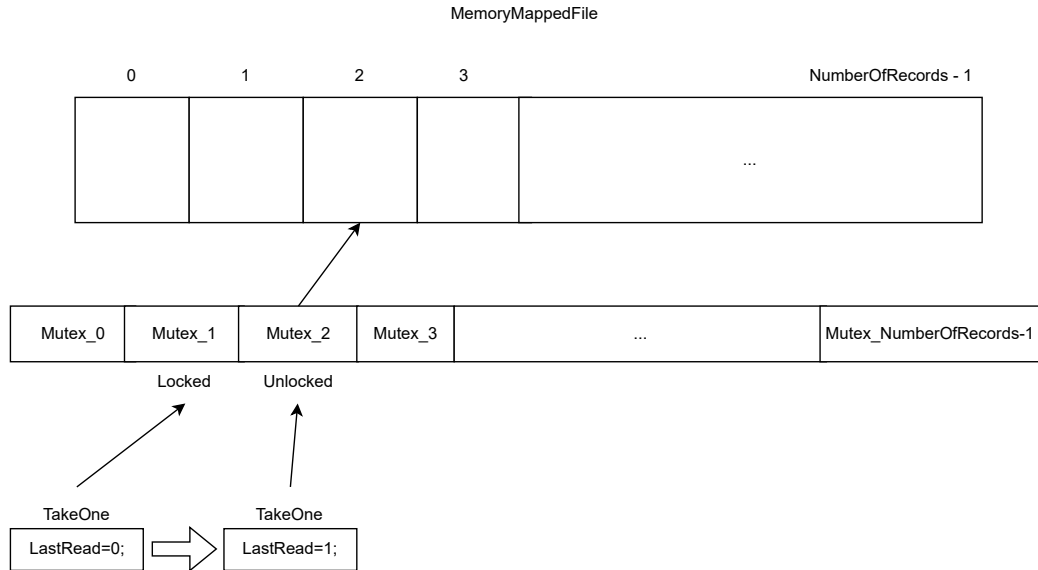 MemoryMappedFile
0 1 2 3 NumberOfRecords - 1
...
Mutex_0 Mutex_1 Mutex_2 Mutex_3 ... Mutex_NumberOfRecords-1
Locked Unlocked
TakeOne TakeOne
LastRead=0; LastRead=1;